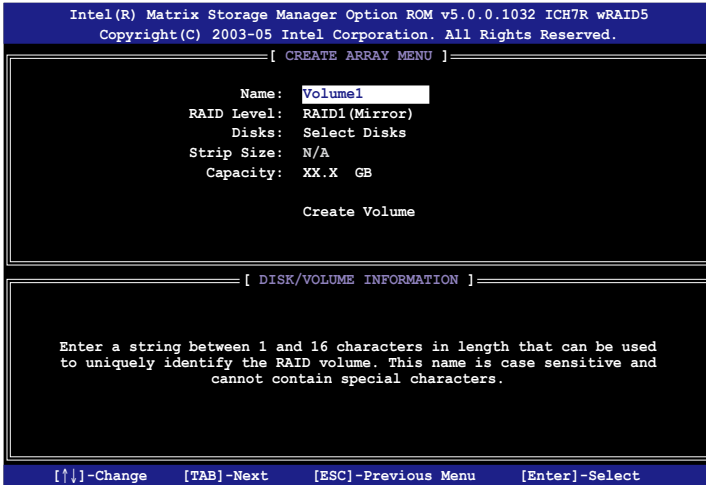 Intel(R) Matrix Storage Manager Option ROM v5.0.0.1032 ICH7R wRAID5
Copyright(C) 2003-05 Intel Corporation. All Rights Reserved.
[ CREATE ARRAY MENU ]
Name: Volume1
RAID Level: RAID1(Mirror)
Disks: Select Disks
Strip Size: N/A
Capacity: XX.X GB
Create Volume
[ DISK/VOLUME INFORMATION ]
Enter a string between 1 and 16 characters in length that can be used
to uniquely identify the RAID volume. This name is case sensitive and
cannot contain special characters.
[↑↓]-Change [TAB]-Next [ESC]-Previous Menu [Enter]-Select